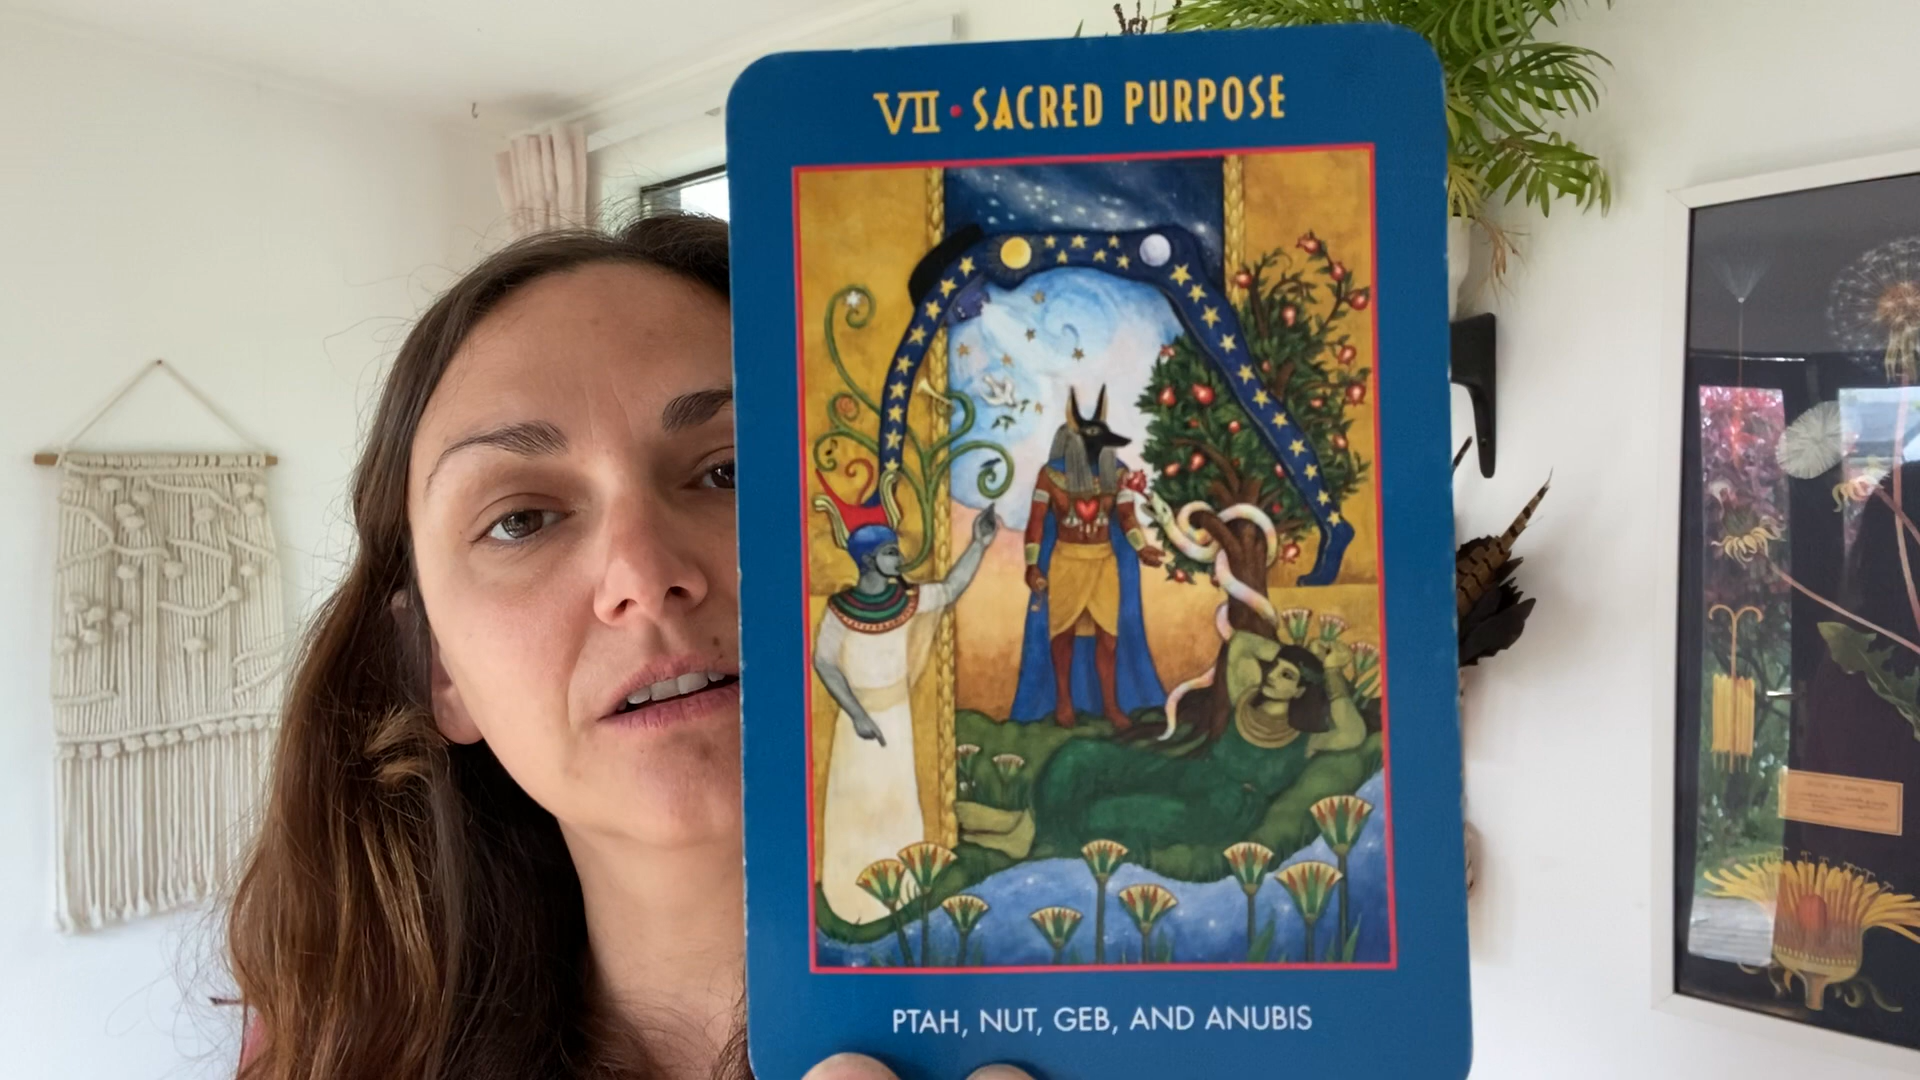 VII • SACRED PURPOSE
PTAH, NUT, GEB, AND ANUBIS